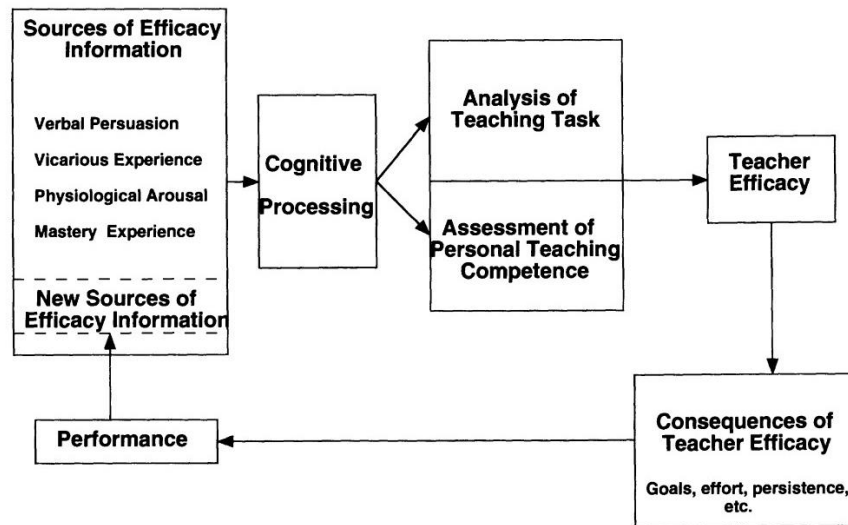 Sources of Efficacy
Information
Verbal Persuasion
Vicarious Experience
Physiological Arousal
Mastery Experience
New Sources of
Efficacy Information
Cognitive
Processing
Analysis of
Teaching Task
Assessment of
Personal Teaching
Competence
Teacher
Efficacy
Consequences of
Teacher Efficacy
Goals, effort, persistence,
etc.
Performance